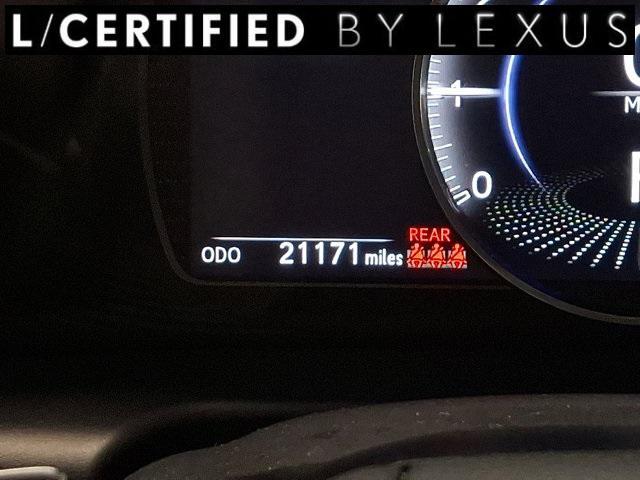 L/CERTIFIED BY LEXUS
1
0
REAR
ODO 21171 miles